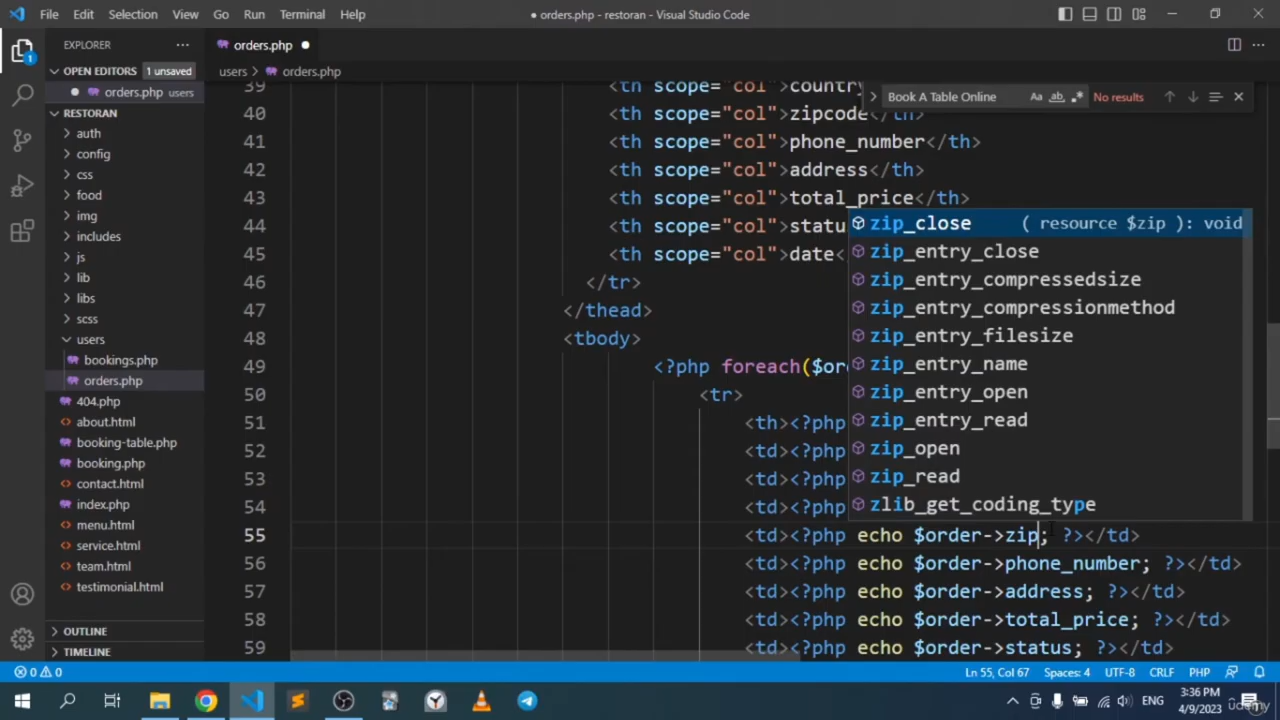 File Edit Selection View Go Run Terminal Help
● orders.php - restoran - Visual Studio Code
EXPLORER ···
orders.php ●
OPEN EDITORS 1 unsaved
users > orders.php
● orders.php users
RESTORAN
auth
config
css
food
img
includes
js
lib
libs
scss
users
bookings.php
orders.php
404.php
about.html
booking-table.php
booking.php
contact.html
index.php
menu.html
service.html
team.html
testimonial.html
OUTLINE
TIMELINE
Book A Table Online Aa ab .* No results
39 <th scope="col">country
40 <th scope="col">zipcode</th>
41 <th scope="col">phone_number</th>
42 <th scope="col">address</th>
43 <th scope="col">total_price</th>
44 <th scope="col">statu
45 <th scope="col">date<
46 </tr>
47 </thead>
48 <tbody>
49 <?php foreach($or
50 <tr>
51 <th><?php
52 <td><?php
53 <td><?php
54 <td><?php
55 <td><?php echo $order->zip; ?></td>
56 <td><?php echo $order->phone_number; ?></td>
57 <td><?php echo $order->address; ?></td>
58 <td><?php echo $order->total_price; ?></td>
59 <td><?php echo $order->status; ?></td>
zip_close ( resource $zip ): void
zip_entry_close
zip_entry_compressedsize
zip_entry_compressionmethod
zip_entry_filesize
zip_entry_name
zip_entry_open
zip_entry_read
zip_open
zip_read
zlib_get_coding_type
0 0 Ln 55, Col 67 Spaces: 4 UTF-8 CRLF PHP
ENG 3:36 PM
4/9/2023
udemy